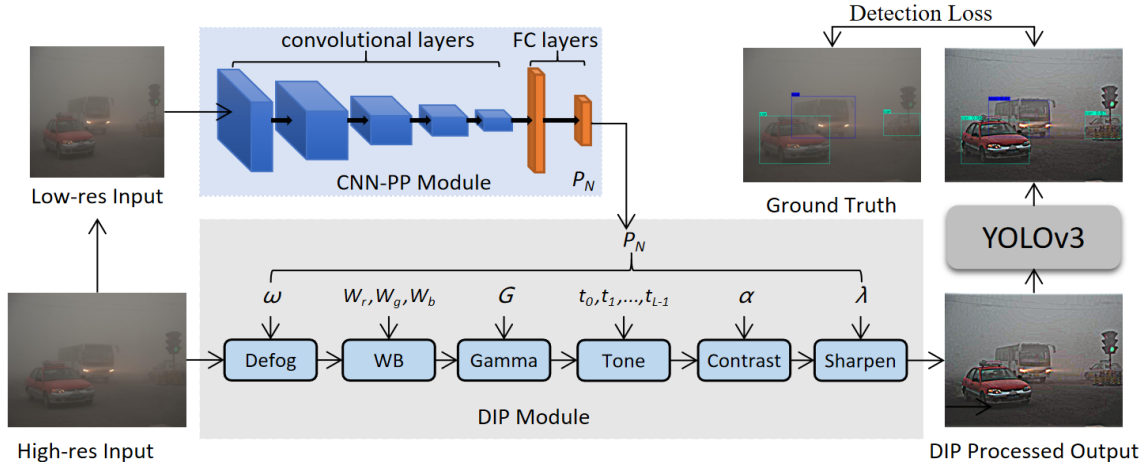 Detection Loss
convolutional layers
FC layers
CNN-PP Module
P_N
Low-res Input
Ground Truth
YOLOv3
P_N
ω
W_r,W_g,W_b
G
t_0,t_1,...,t_{L-1}
α
λ
Defog
WB
Gamma
Tone
Contrast
Sharpen
DIP Module
High-res Input
DIP Processed Output